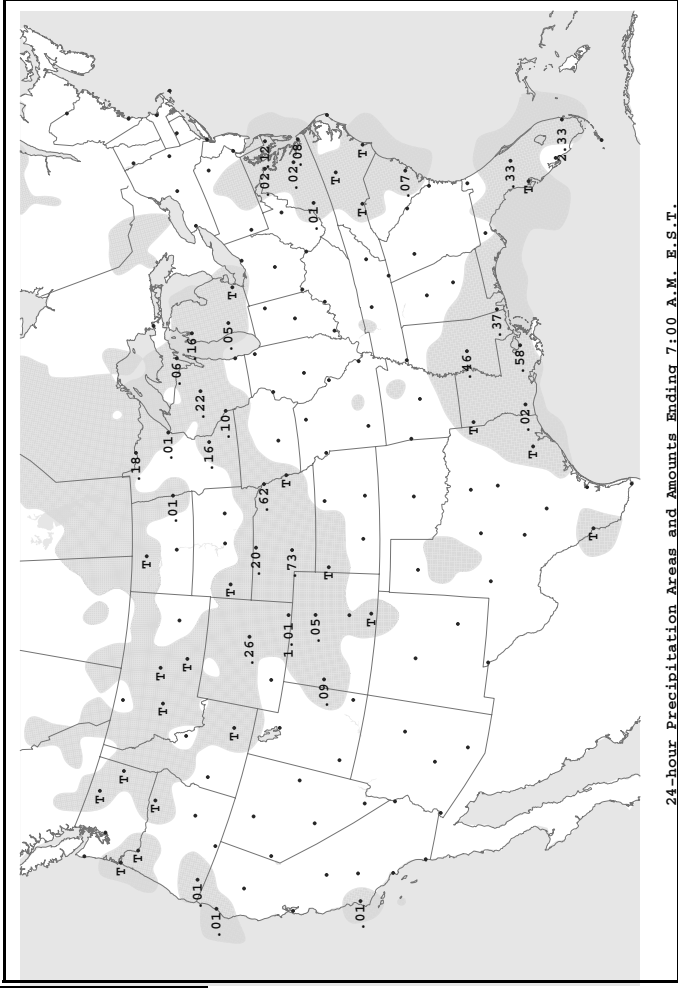 T
T
T
.18
T
T
T
T
T
.01
.01
.06
T
.16
.01
.22
.16
.01
.10
.05
T
T
T
.26
.20
.62
.02 .12
T
1.01
.73
.02 .08
.01
.05
.09
T
T
.01
T
T
T
.07
.46
T
.37
.33
.58
.02
T
T
2.33
T
24-hour Precipitation Areas and Amounts Ending 7:00 A.M. E.S.T.